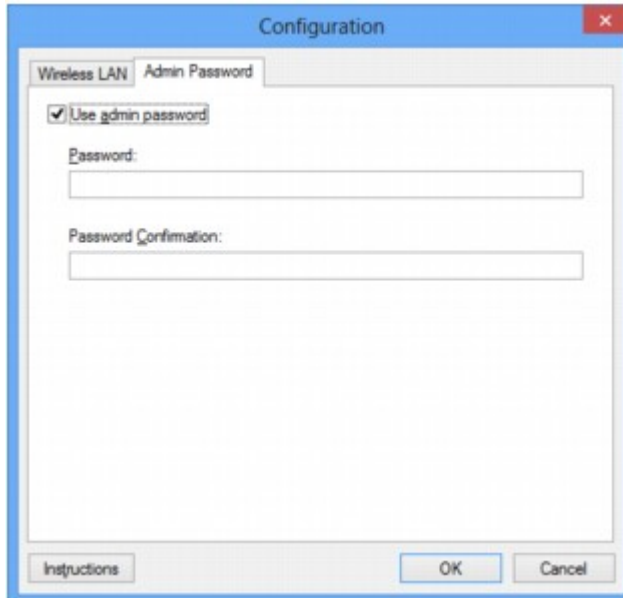 Configuration
Wireless LAN Admin Password
Use admin password
Password:
Password Confirmation:
Instructions OK Cancel